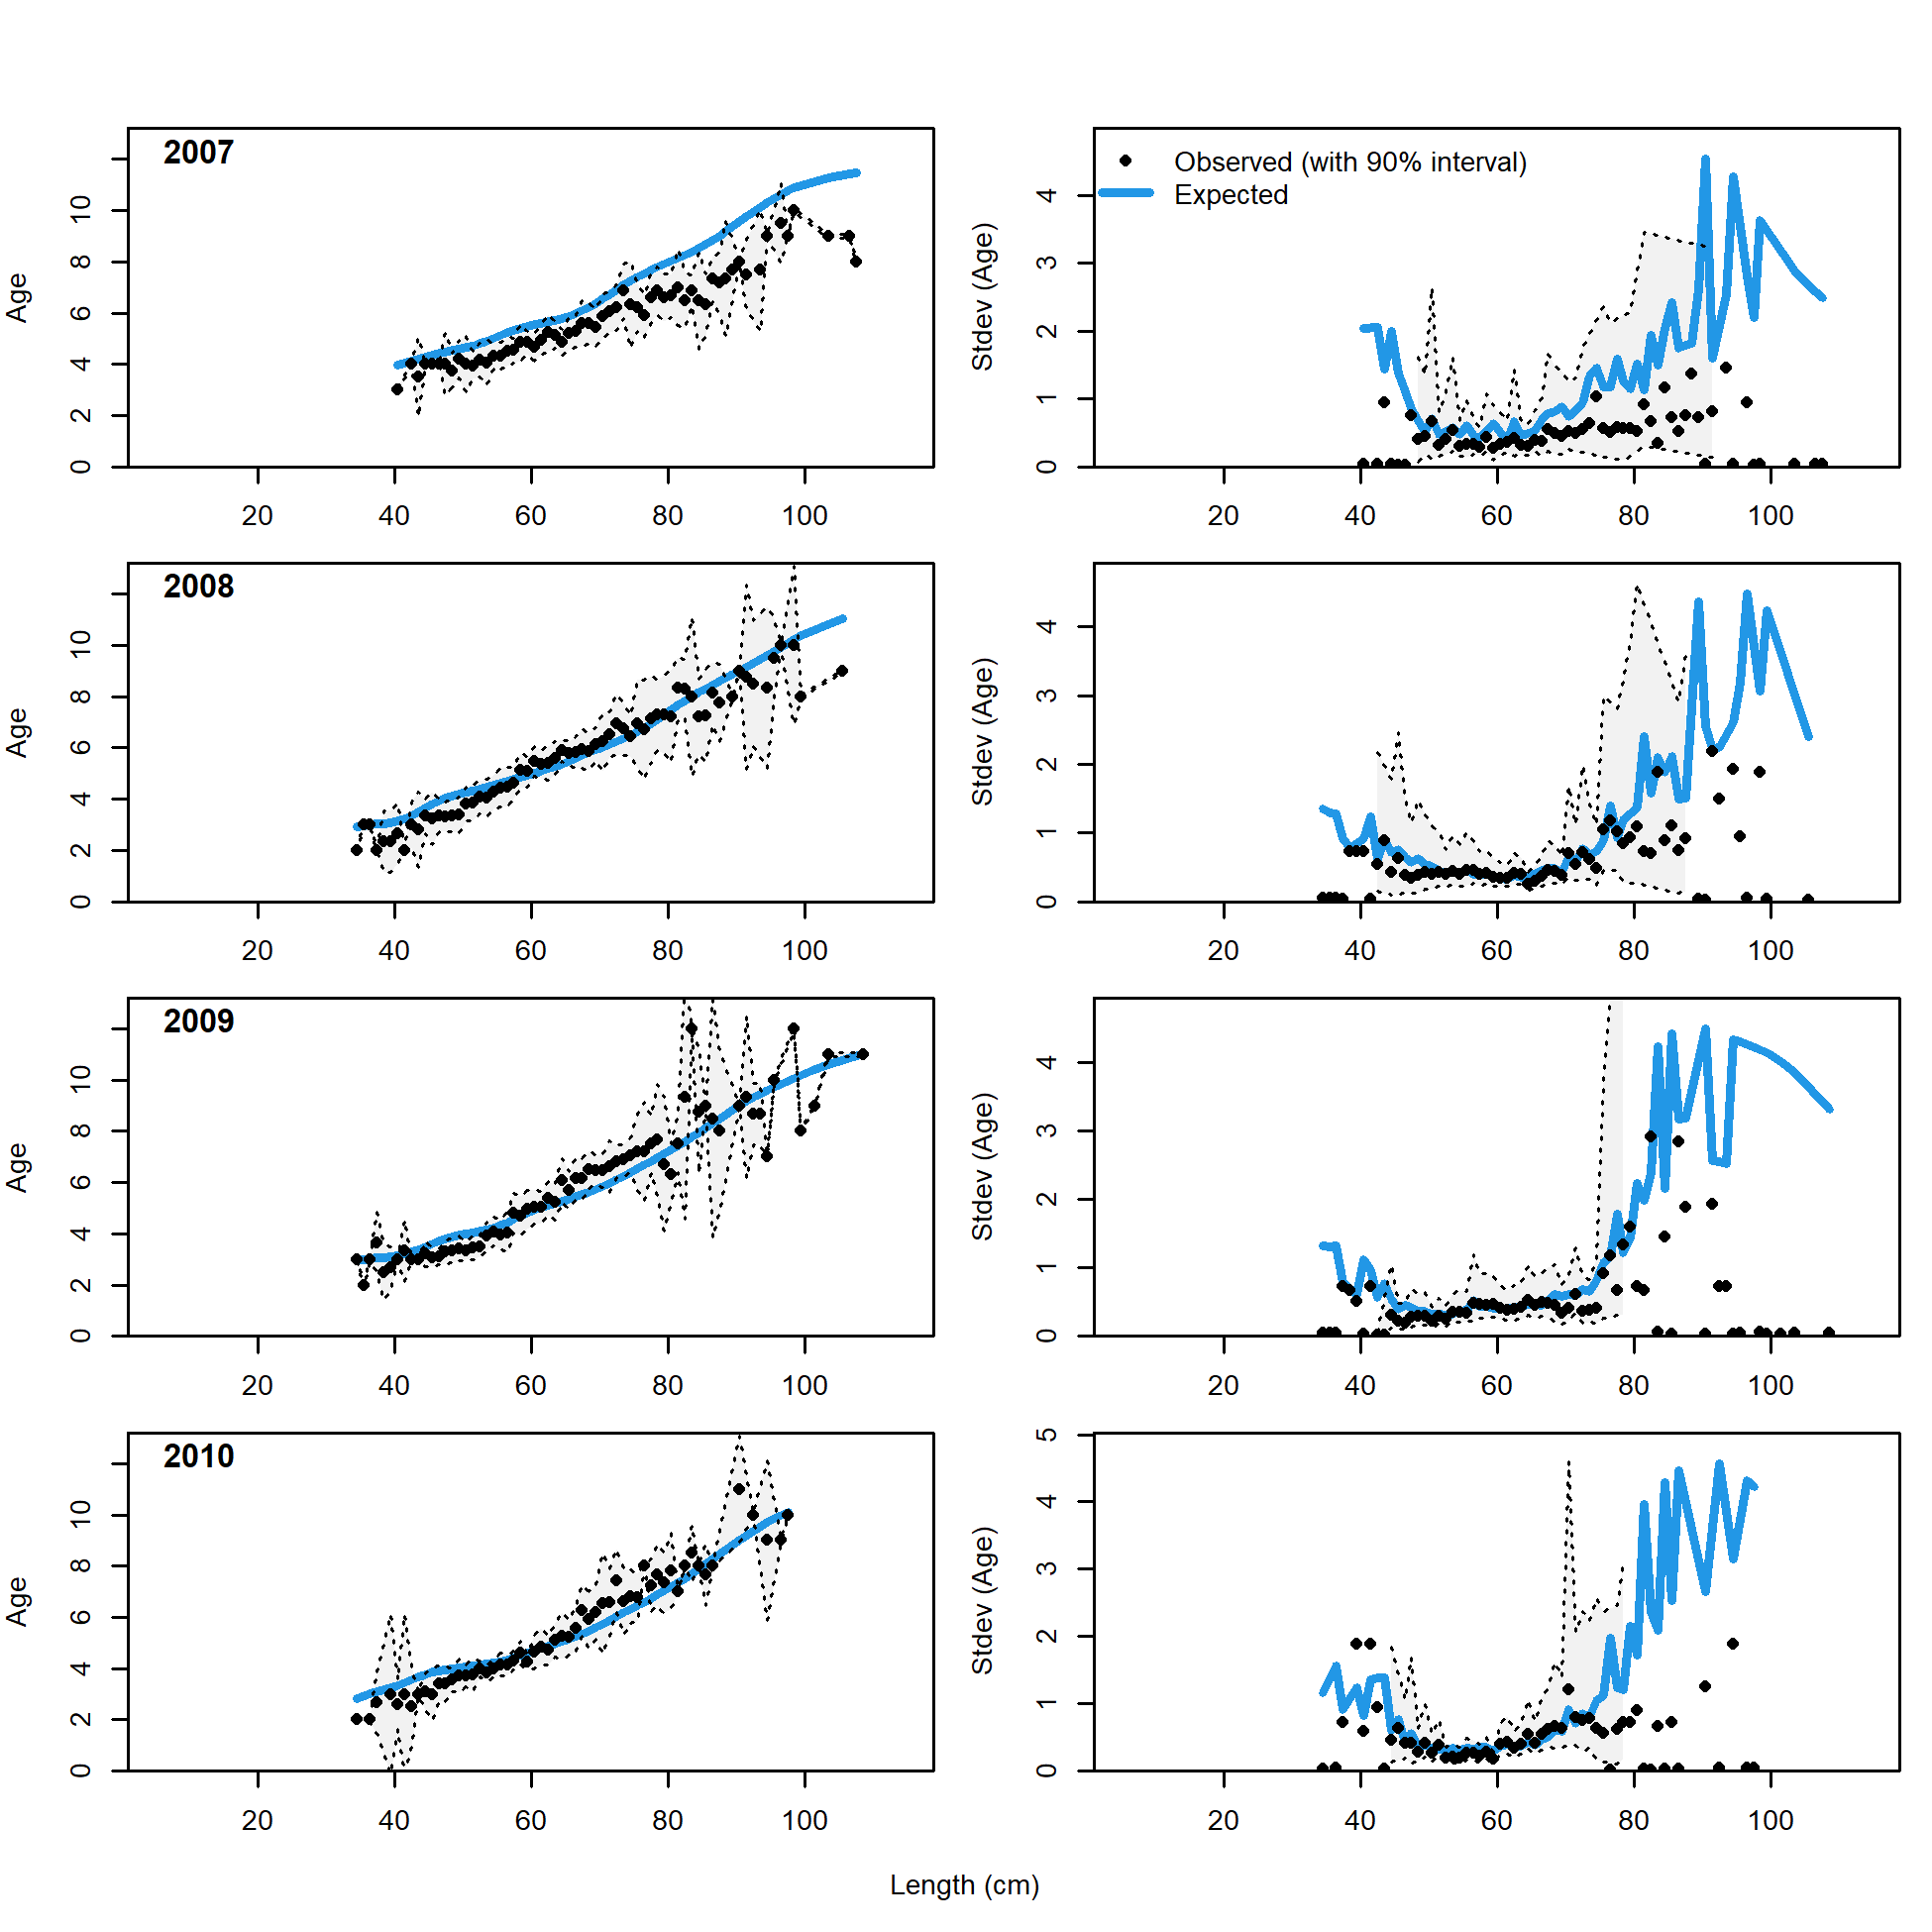 2007
Age
0 2 4 6 8 10
20 40 60 80 100
Observed (with 90% interval)
Expected
Stdev (Age)
0 1 2 3 4
20 40 60 80 100
2008
Age
0 2 4 6 8 10
20 40 60 80 100
Stdev (Age)
0 1 2 3 4
20 40 60 80 100
2009
Age
0 2 4 6 8 10
20 40 60 80 100
Stdev (Age)
0 1 2 3 4
20 40 60 80 100
2010
Age
0 2 4 6 8 10
20 40 60 80 100
Stdev (Age)
0 1 2 3 4 5
20 40 60 80 100
Length (cm)